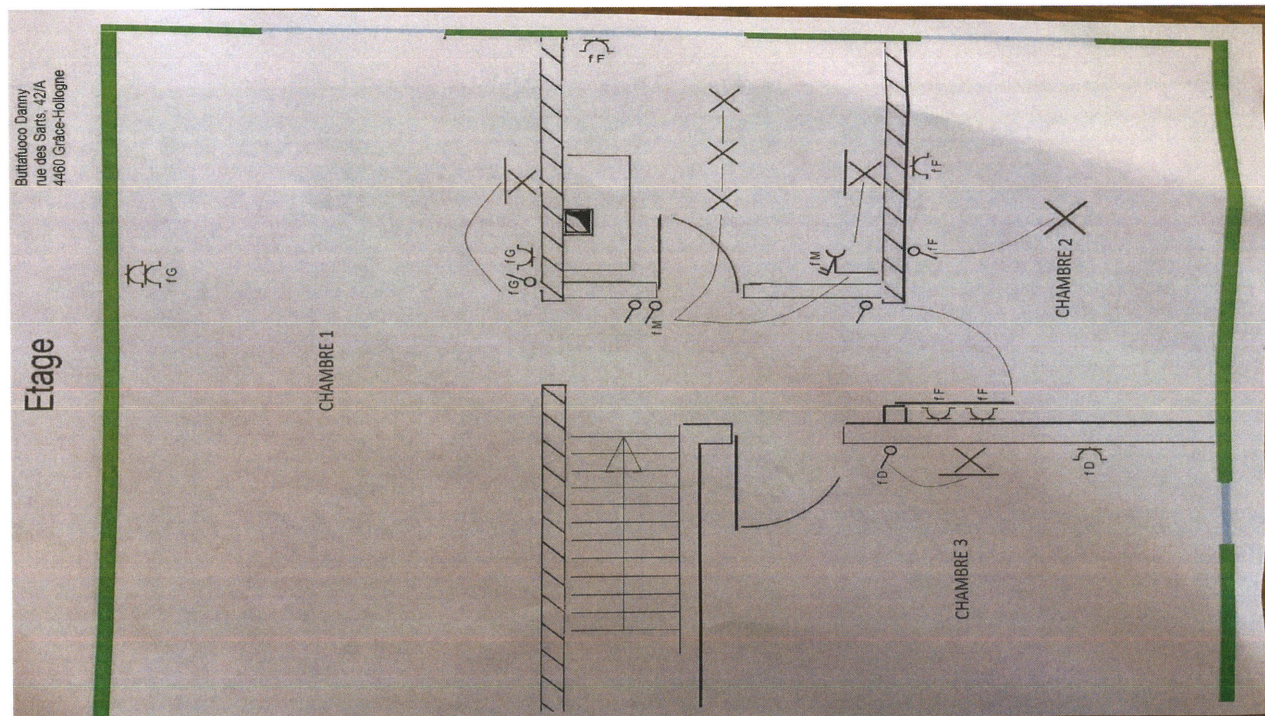 Buttafuoco Danny
rue des Sarts, 42/A
4460 Grâce-Hollogne
Etage
CHAMBRE 1
fG
fG/
fG
fF
fM
fM
fF
fF
CHAMBRE 2
fF
fF
fD
fD
CHAMBRE 3